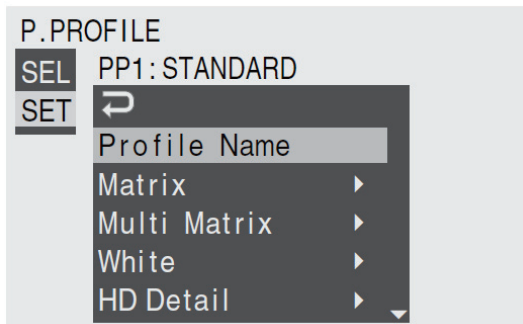 P.PROFILE
SEL PP1:STANDARD
SET
Profile Name
Matrix
Multi Matrix
White
HD Detail